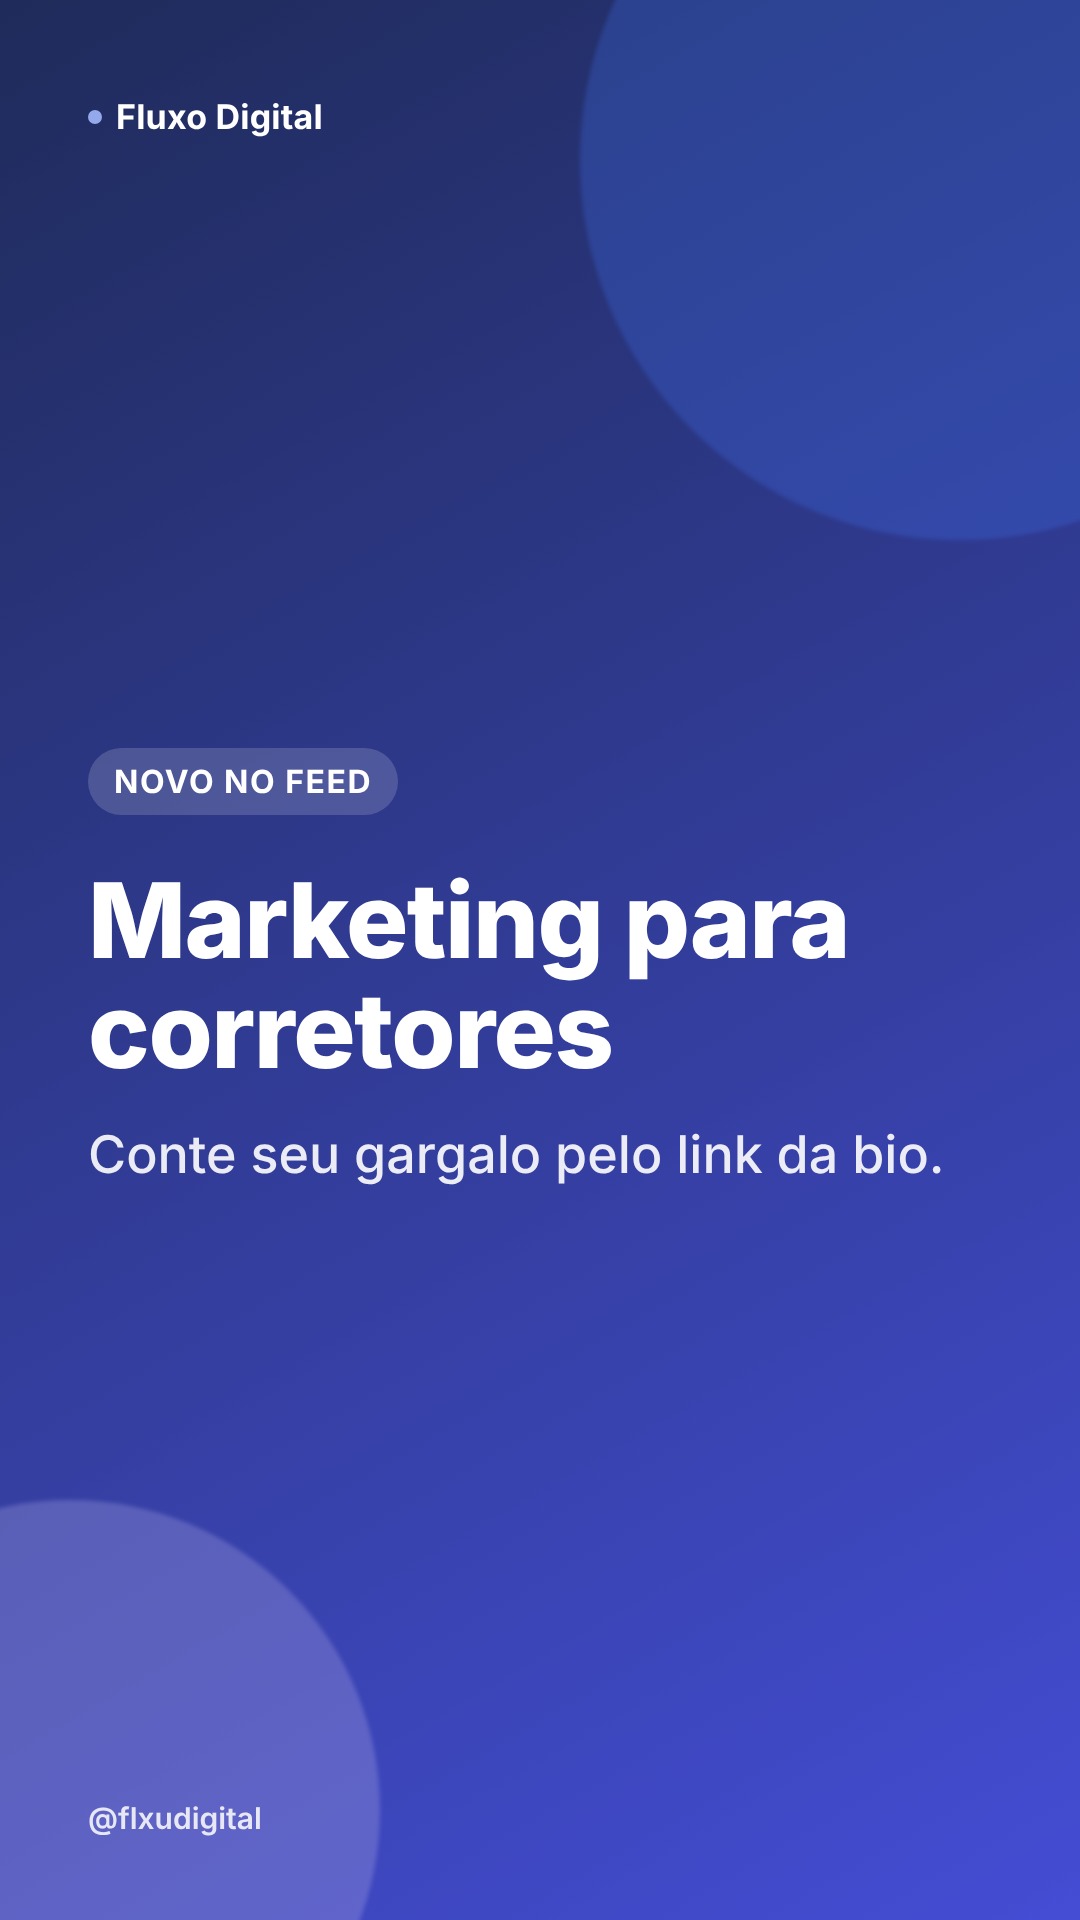 Fluxo Digital
NOVO NO FEED
Marketing para
corretores
Conte seu gargalo pelo link da bio.
@flxudigital